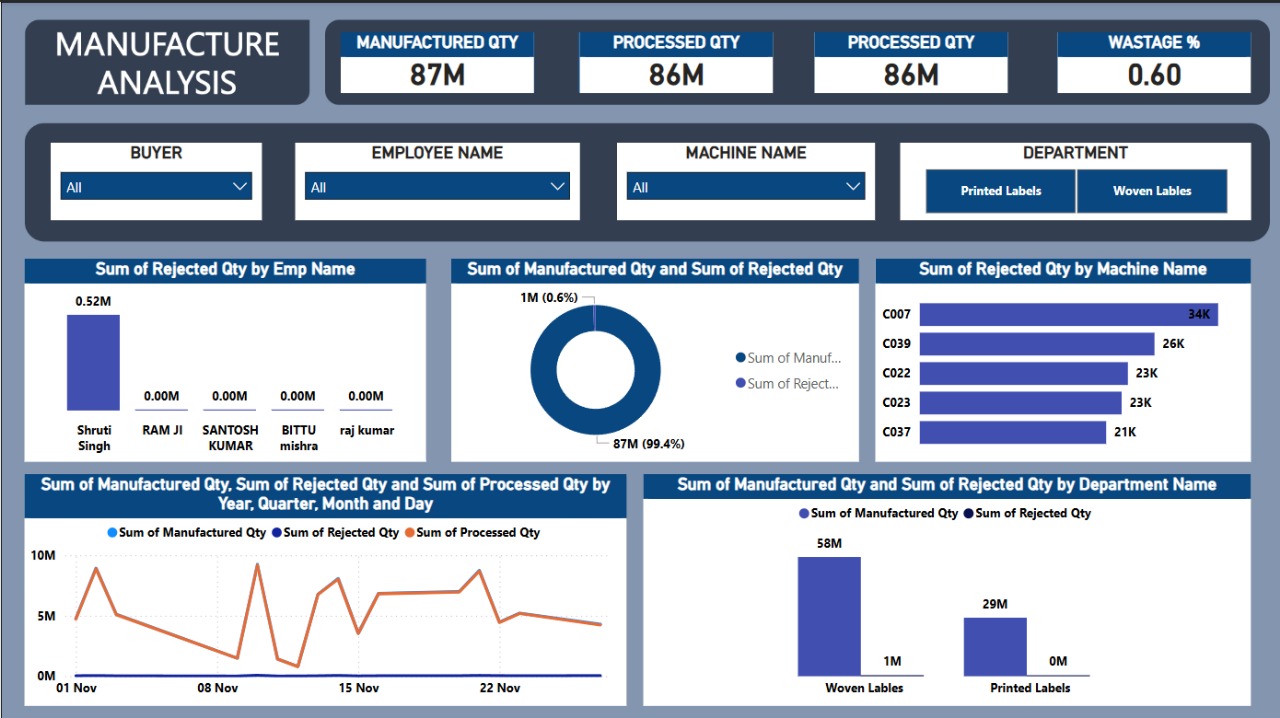 MANUFACTURE
ANALYSIS
MANUFACTURED QTY
87M
PROCESSED QTY
86M
PROCESSED QTY
86M
WASTAGE %
0.60
BUYER
All
EMPLOYEE NAME
All
MACHINE NAME
All
DEPARTMENT
Printed Labels
Woven Lables
Sum of Rejected Qty by Emp Name
0.52M
0.00M
0.00M
0.00M
0.00M
Shruti
Singh
RAM JI
SANTOSH
KUMAR
BITTU
mishra
raj kumar
Sum of Manufactured Qty and Sum of Rejected Qty
1M (0.6%)
87M (99.4%)
Sum of Manuf...
Sum of Reject...
Sum of Rejected Qty by Machine Name
C007 34K
C039 26K
C022 23K
C023 23K
C037 21K
Sum of Manufactured Qty, Sum of Rejected Qty and Sum of Processed Qty by
Year, Quarter, Month and Day
Sum of Manufactured Qty Sum of Rejected Qty Sum of Processed Qty
10M
5M
0M
01 Nov 08 Nov 15 Nov 22 Nov
Sum of Manufactured Qty and Sum of Rejected Qty by Department Name
Sum of Manufactured Qty Sum of Rejected Qty
58M
1M
29M
0M
Woven Lables Printed Labels